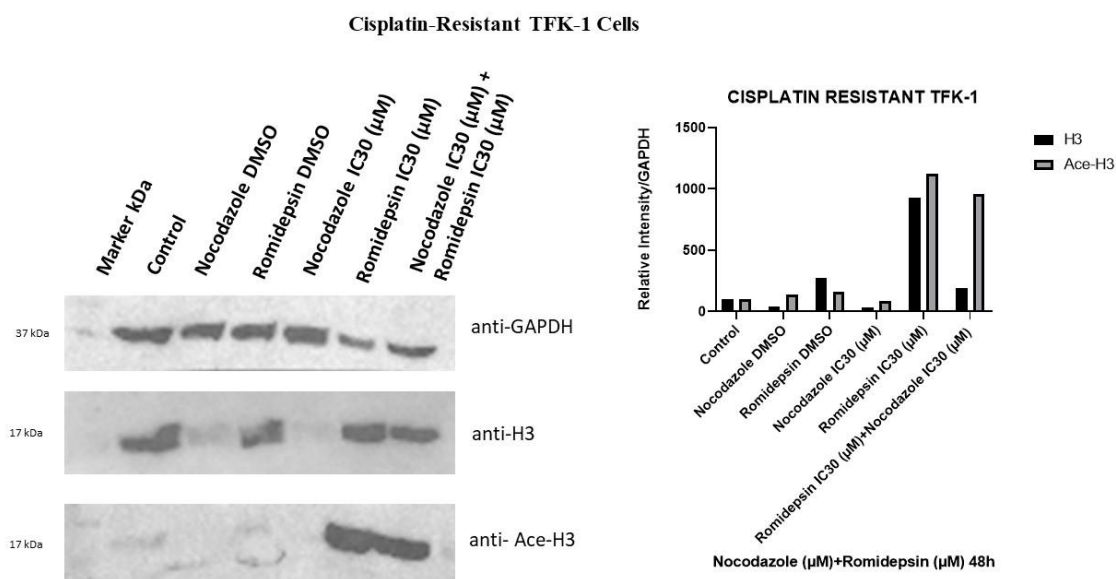 Cisplatin-Resistant TFK-1 Cells
Marker kDa
Control
Nocodazole DMSO
Romidepsin DMSO
Nocodazole IC30 (µM)
Romidepsin IC30 (µM)
Nocodazole IC30 (µM) +
Romidepsin IC30 (µM)
37 kDa
anti-GAPDH
17 kDa
anti-H3
17 kDa
anti- Ace-H3
CISPLATIN RESISTANT TFK-1
Relative Intensity/GAPDH
1500
1000
500
0
H3
Ace-H3
Control
Nocodazole DMSO
Romidepsin DMSO
Nocodazole IC30 (µM)
Romidepsin IC30 (µM)
Romidepsin IC30 (µM)+Nocodazole IC30 (µM)
Nocodazole (µM)+Romidepsin (µM) 48h